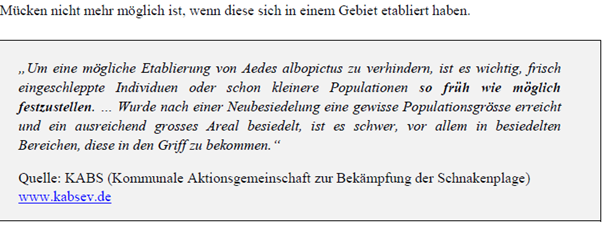 Mücken nicht mehr möglich ist, wenn diese sich in einem Gebiet etabliert haben.
„Um eine mögliche Etablierung von Aedes albopictus zu verhindern, ist es wichtig, frisch
eingeschleppte Individuen oder schon kleinere Populationen so früh wie möglich
festzustellen. … Wurde nach einer Neubesiedelung eine gewisse Populationsgrösse erreicht
und ein ausreichend grosses Areal besiedelt, ist es schwer, vor allem in besiedelten
Bereichen, diese in den Griff zu bekommen.“
Quelle: KABS (Kommunale Aktionsgemeinschaft zur Bekämpfung der Schnakenplage)
www.kabsev.de